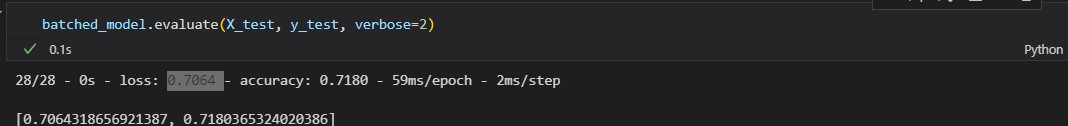 batched_model.evaluate(X_test, y_test, verbose=2)
0.1s
Python
28/28 - 0s - loss: 0.7064 - accuracy: 0.7180 - 59ms/epoch - 2ms/step
[0.7064318656921387, 0.7180365324020386]